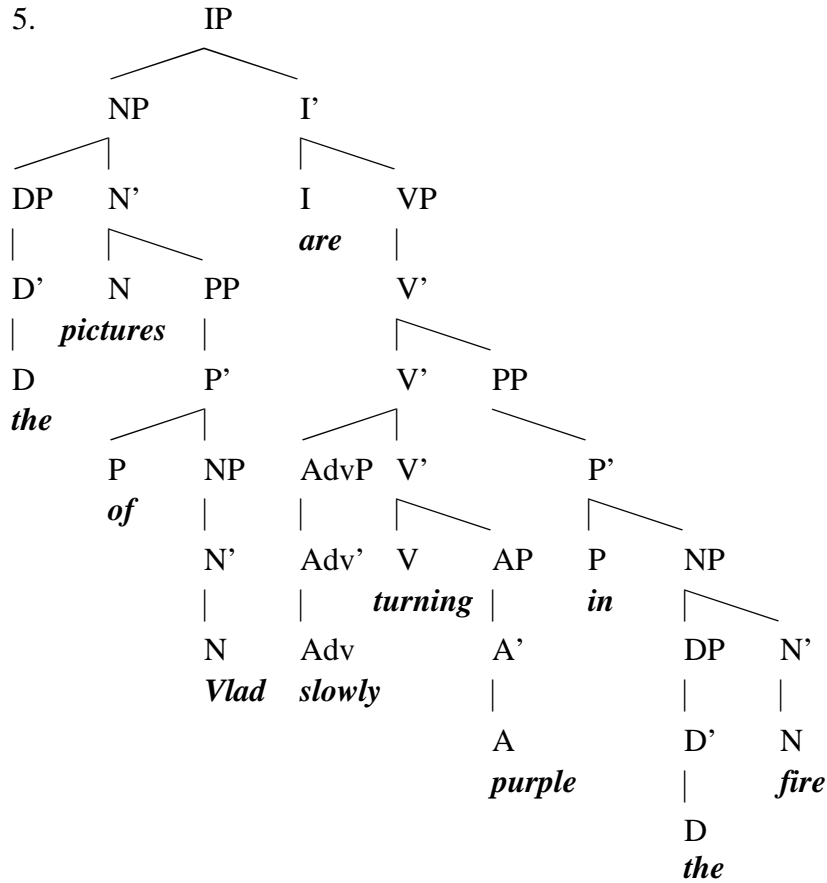 5. IP
NP I'
DP N' I VP
are
D' N PP V'
pictures
D P' V' PP
the
P NP AdvP V' P'
of
N' Adv' V AP P NP
turning in
N Adv A' DP N'
Vlad slowly
A D' N
purple fire
D
the